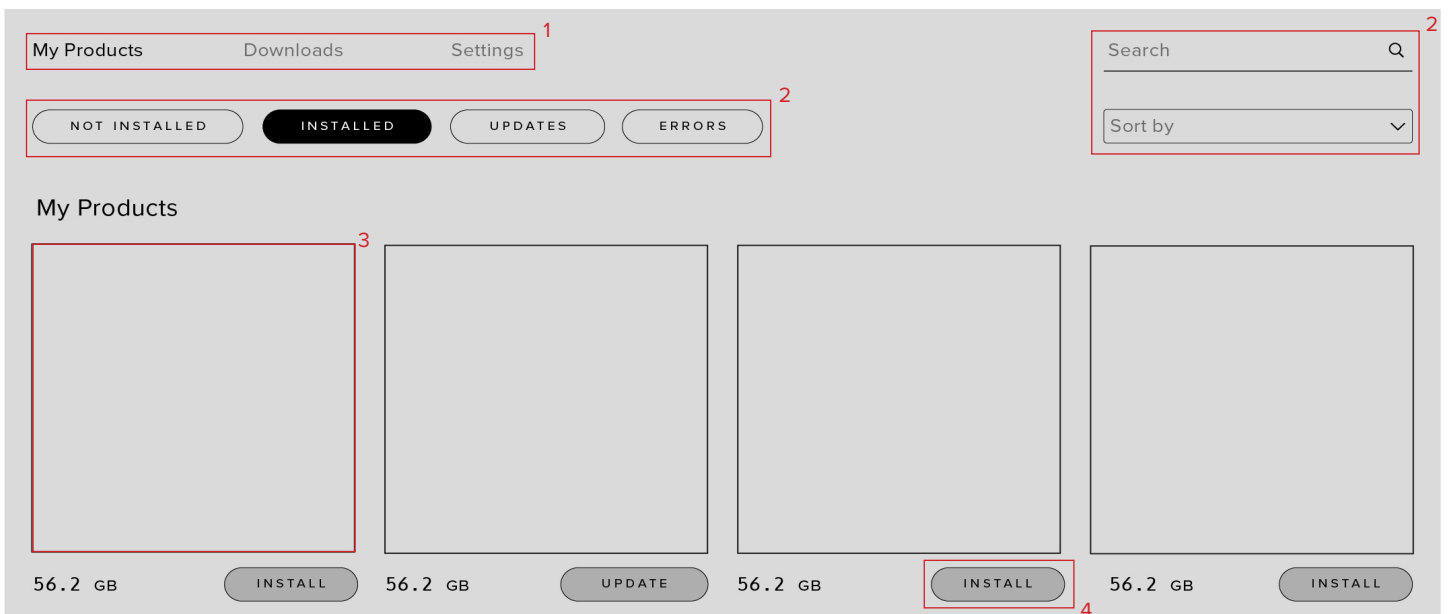 My Products Downloads Settings 1
Search 2
NOT INSTALLED INSTALLED UPDATES ERRORS 2
Sort by
My Products
3
56.2 GB INSTALL 56.2 GB UPDATE 56.2 GB INSTALL 56.2 GB INSTALL
4